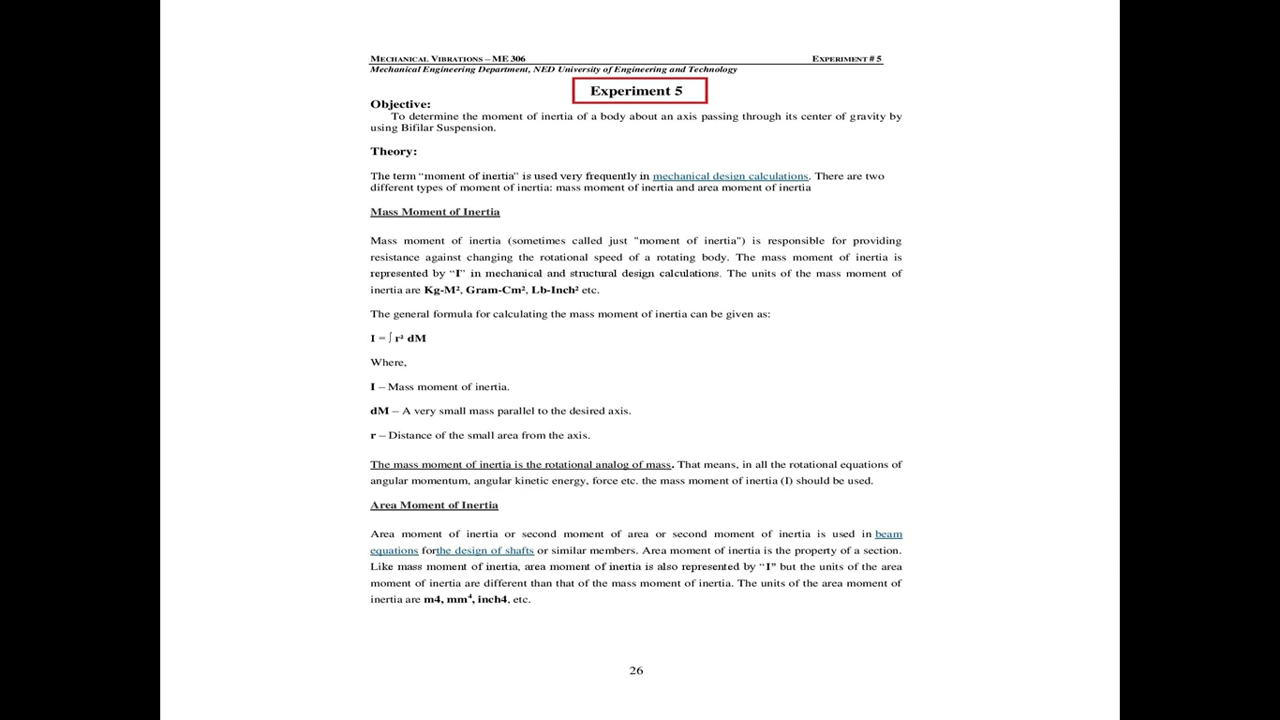 MECHANICAL VIBRATIONS – ME 306 EXPERIMENT # 5
Mechanical Engineering Department, NED University of Engineering and Technology
Experiment 5
Objective:
To determine the moment of inertia of a body about an axis passing through its center of gravity by
using Bifilar Suspension.
Theory:
The term “moment of inertia” is used very frequently in mechanical design calculations. There are two
different types of moment of inertia: mass moment of inertia and area moment of inertia
Mass Moment of Inertia
Mass moment of inertia (sometimes called just "moment of inertia") is responsible for providing
resistance against changing the rotational speed of a rotating body. The mass moment of inertia is
represented by “I” in mechanical and structural design calculations. The units of the mass moment of
inertia are Kg-M², Gram-Cm², Lb-Inch² etc.
The general formula for calculating the mass moment of inertia can be given as:
I = ∫ r² dM
Where,
I – Mass moment of inertia.
dM – A very small mass parallel to the desired axis.
r – Distance of the small area from the axis.
The mass moment of inertia is the rotational analog of mass. That means, in all the rotational equations of
angular momentum, angular kinetic energy, force etc. the mass moment of inertia (I) should be used.
Area Moment of Inertia
Area moment of inertia or second moment of area or second moment of inertia is used in beam
equations forthe design of shafts or similar members. Area moment of inertia is the property of a section.
Like mass moment of inertia, area moment of inertia is also represented by “I” but the units of the area
moment of inertia are different than that of the mass moment of inertia. The units of the area moment of
inertia are m4, mm⁴, inch4, etc.
26